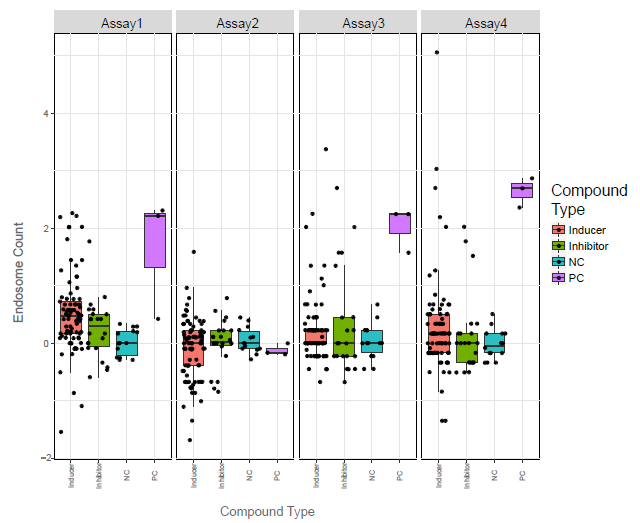 Assay1 Assay2 Assay3 Assay4
4
2
0
−2
Endosome Count
Inducer Inhibitor NC PC Inducer Inhibitor NC PC Inducer Inhibitor NC PC Inducer Inhibitor NC PC
Compound Type
Compound
Type
Inducer
Inhibitor
NC
PC